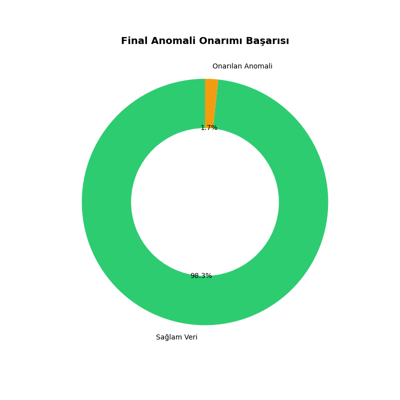 Final Anomali Onarımı Başarısı
Onarılan Anomali
1.7%
98.3%
Sağlam Veri